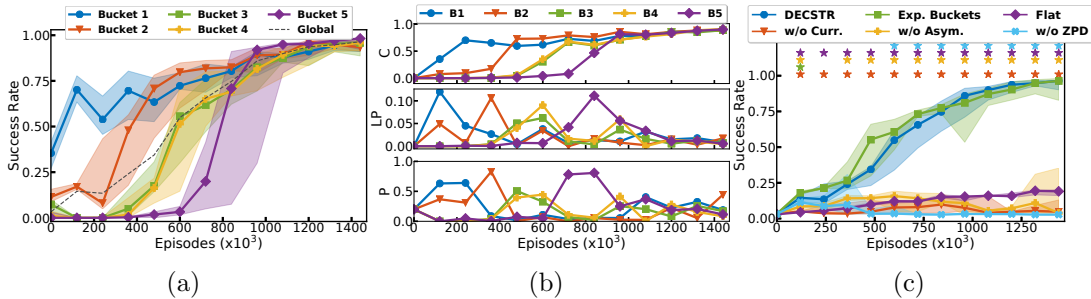 Bucket 1 Bucket 3 Bucket 5
Bucket 2 Bucket 4 Global
Success Rate
1.00
0.75
0.50
0.25
0.00
0 200 400 600 800 1000 1200 1400
Episodes (x10³)
(a)
B1 B2 B3 B4 B5
C
1.0
0.5
0.0
LP
0.10
0.05
0.00
P
1.0
0.5
0.0
0 200 400 600 800 1000 1200 1400
Episodes (x10³)
(b)
DECSTR Exp. Buckets Flat
w/o Curr. w/o Asym. w/o ZPD
Success Rate
1.00
0.75
0.50
0.25
0.00
0 250 500 750 1000 1250
Episodes (x10³)
(c)